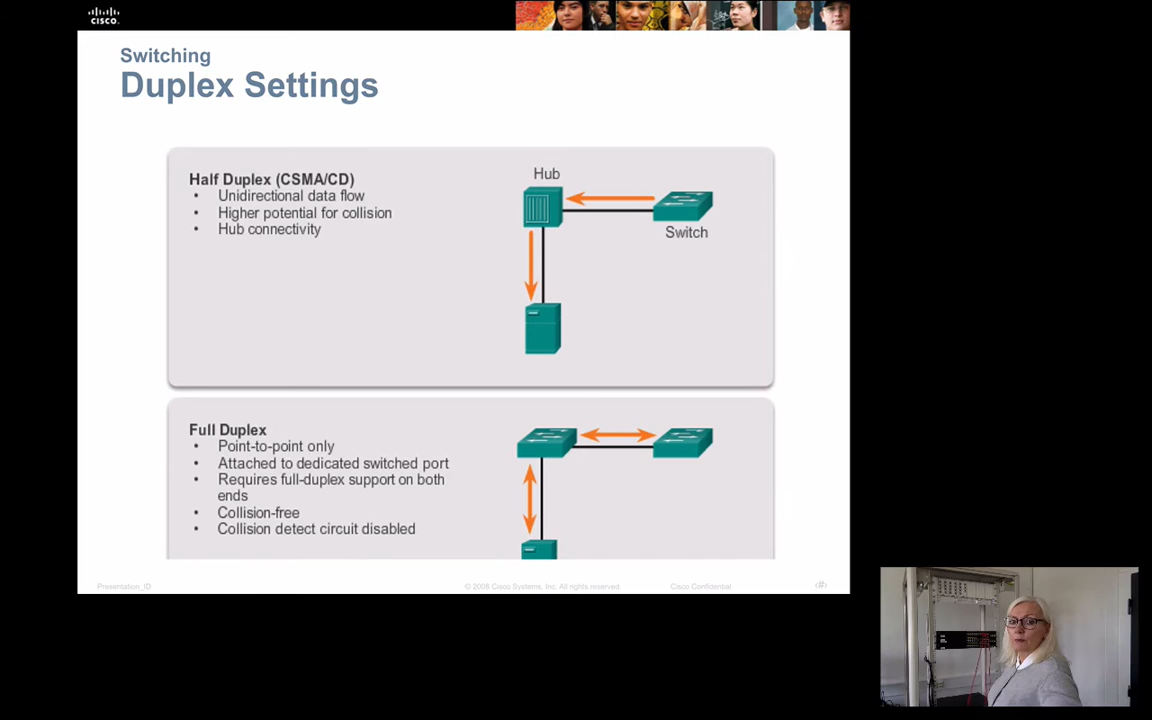 CISCO.
Switching
Duplex Settings
Half Duplex (CSMA/CD)
• Unidirectional data flow
• Higher potential for collision
• Hub connectivity
Hub
Switch
Full Duplex
• Point-to-point only
• Attached to dedicated switched port
• Requires full-duplex support on both
ends
• Collision-free
• Collision detect circuit disabled
Presentation_ID
© 2008 Cisco Systems, Inc. All rights reserved.
Cisco Confidential